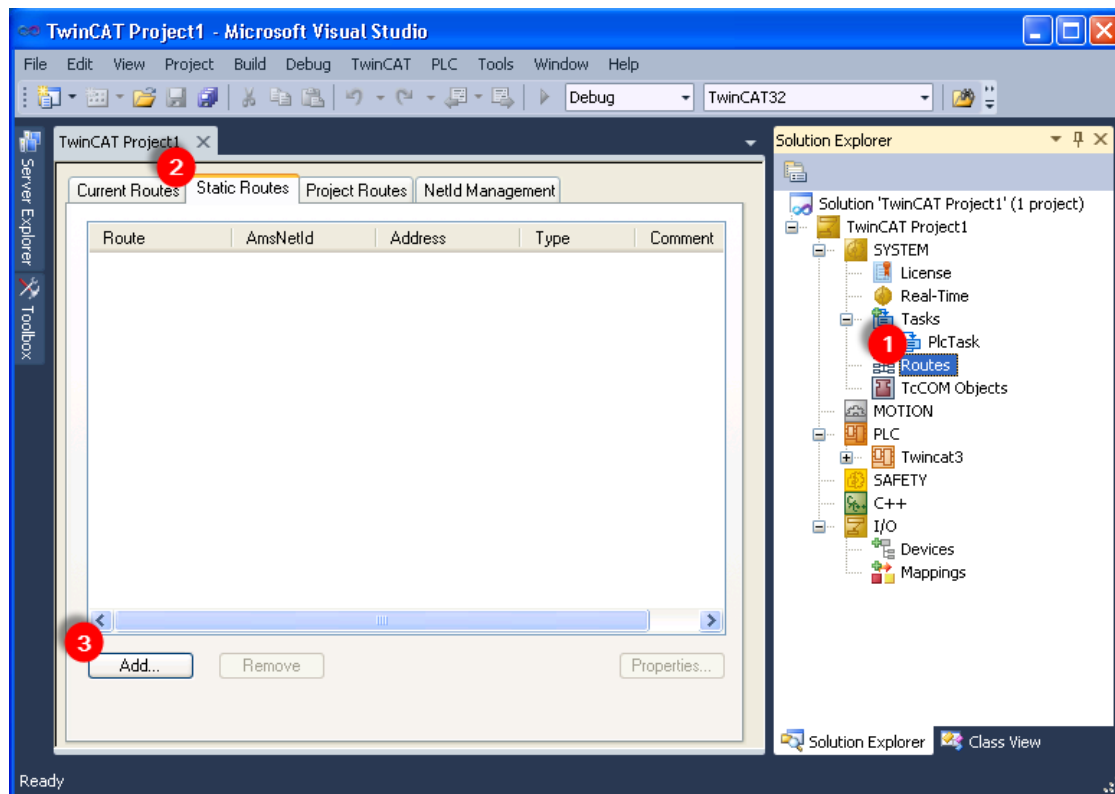 TwinCAT Project1 - Microsoft Visual Studio
File Edit View Project Build Debug TwinCAT PLC Tools Window Help
Debug TwinCAT32
Server Explorer
Toolbox
TwinCAT Project1
2
Current Routes Static Routes Project Routes NetId Management
Route AmsNetId Address Type Comment
3
Add... Remove Properties...
Solution Explorer
Solution 'TwinCAT Project1' (1 project)
TwinCAT Project1
SYSTEM
License
Real-Time
Tasks
1
PlcTask
Routes
TcCOM Objects
MOTION
PLC
Twincat3
SAFETY
C++
I/O
Devices
Mappings
Solution Explorer Class View
Ready